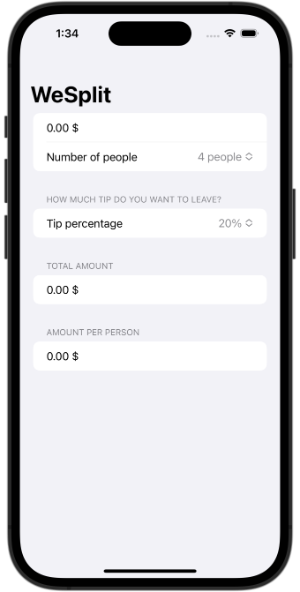 1:34
WeSplit
0.00 $
Number of people 4 people
HOW MUCH TIP DO YOU WANT TO LEAVE?
Tip percentage 20%
TOTAL AMOUNT
0.00 $
AMOUNT PER PERSON
0.00 $